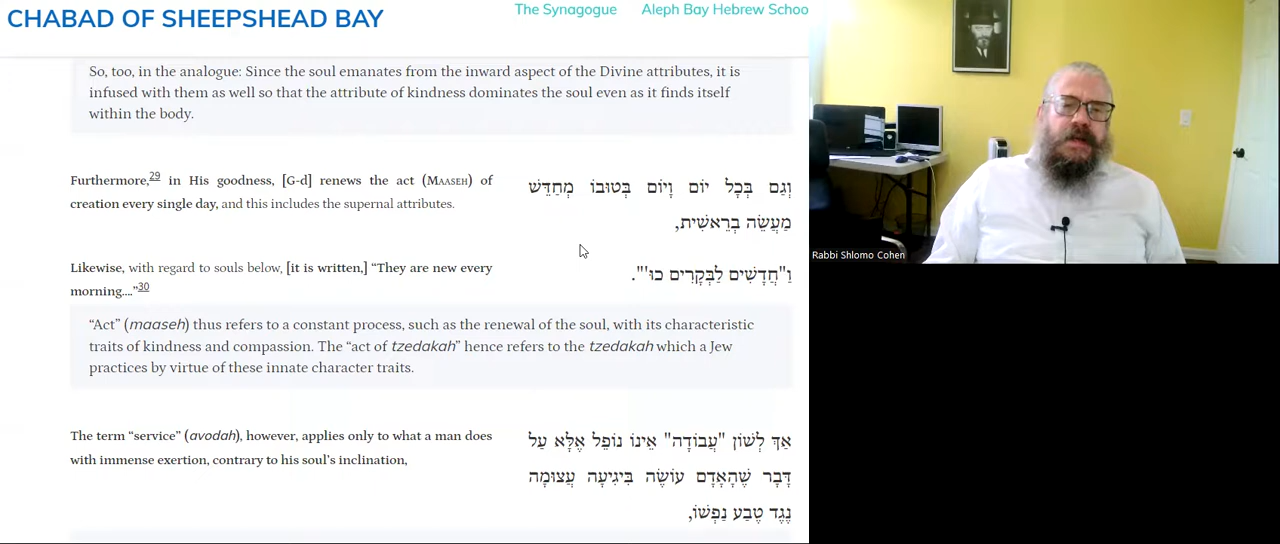 CHABAD OF SHEEPSHEAD BAY
The Synagogue
Aleph Bay Hebrew Schoo
So, too, in the analogue: Since the soul emanates from the inward aspect of the Divine attributes, it is
infused with them as well so that the attribute of kindness dominates the soul even as it finds itself
within the body.
Furthermore,29 in His goodness, [G-d] renews the act (MAASEH) of
creation every single day, and this includes the supernal attributes.
וְגַם בְּכָל יוֹם וָיוֹם בְּטוּבוֹ מְחַדֵּשׁ
מַעֲשֵׂה בְרֵאשִׁית,
Likewise, with regard to souls below, [it is written,] “They are new every
morning....”30
וַ"חֲדָשִׁים לַבְּקָרִים כוּ'".
“Act” (maaseh) thus refers to a constant process, such as the renewal of the soul, with its characteristic
traits of kindness and compassion. The “act of tzedakah” hence refers to the tzedakah which a Jew
practices by virtue of these innate character traits.
The term “service” (avodah), however, applies only to what a man does
with immense exertion, contrary to his soul’s inclination,
אַךְ לְשׁוֹן "עֲבוֹדָה" אֵינוֹ נוֹפֵל אֶלָּא עַל
דָּבָר שֶׁהָאָדָם עוֹשֶׂה בִּיגִיעָה עֲצוּמָה
נֶגֶד טֶבַע נַפְשׁוֹ,
Rabbi Shlomo Cohen